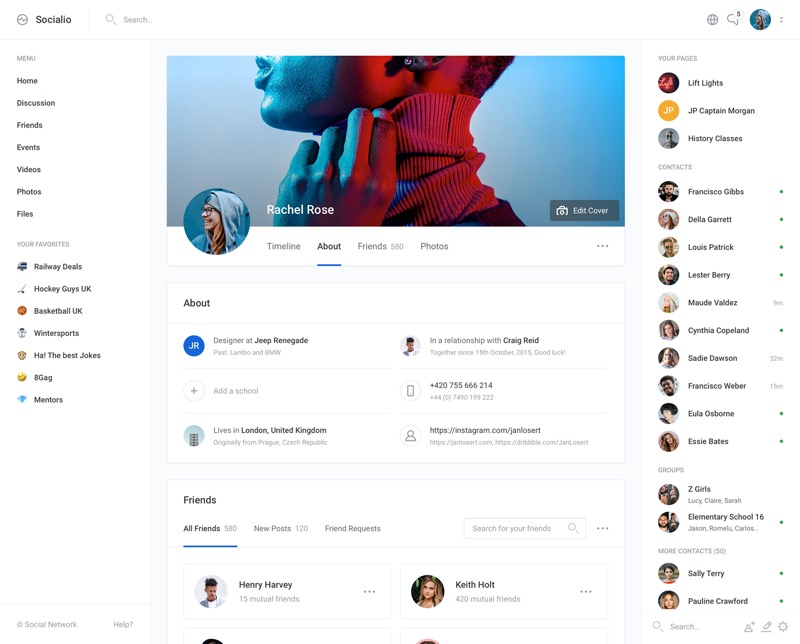 Socialio
Search...
5
MENU
Home
Discussion
Friends
Events
Videos
Photos
Files
YOUR FAVORITES
Railway Deals
Hockey Guys UK
Basketball UK
Wintersports
Ha! The best Jokes
8Gag
Mentors
© Social Network
Help?
Rachel Rose
Edit Cover
Timeline
About
Friends 580
Photos
About
JR
Designer at Jeep Renegade
Past: Lambo and BMW
In a relationship with Craig Reid
Together since 15th October, 2015, Good luck!
Add a school
+420 755 666 214
+44 (0) 7490 199 222
Lives in London, United Kingdom
Originally from Prague, Czech Republic
https://instagram.com/janlosert
https://janlosert.com, https://dribbble.com/JanLosert
Friends
All Friends 580
New Posts 120
Friend Requests
Search for your friends
Henry Harvey
15 mutual friends
Keith Holt
420 mutual friends
YOUR PAGES
Lift Lights
JP
JP Captain Morgan
History Classes
CONTACTS
Francisco Gibbs
Della Garrett
Louis Patrick
Lester Berry
Maude Valdez 9m
Cynthia Copeland
Sadie Dawson 32m
Francisco Weber 15m
Eula Osborne
Essie Bates
GROUPS
Z Girls
Lucy, Claire, Sarah
Elementary School 16
Jason, Romelu, Carlos...
MORE CONTACTS (50)
Sally Terry
Pauline Crawford
Search...